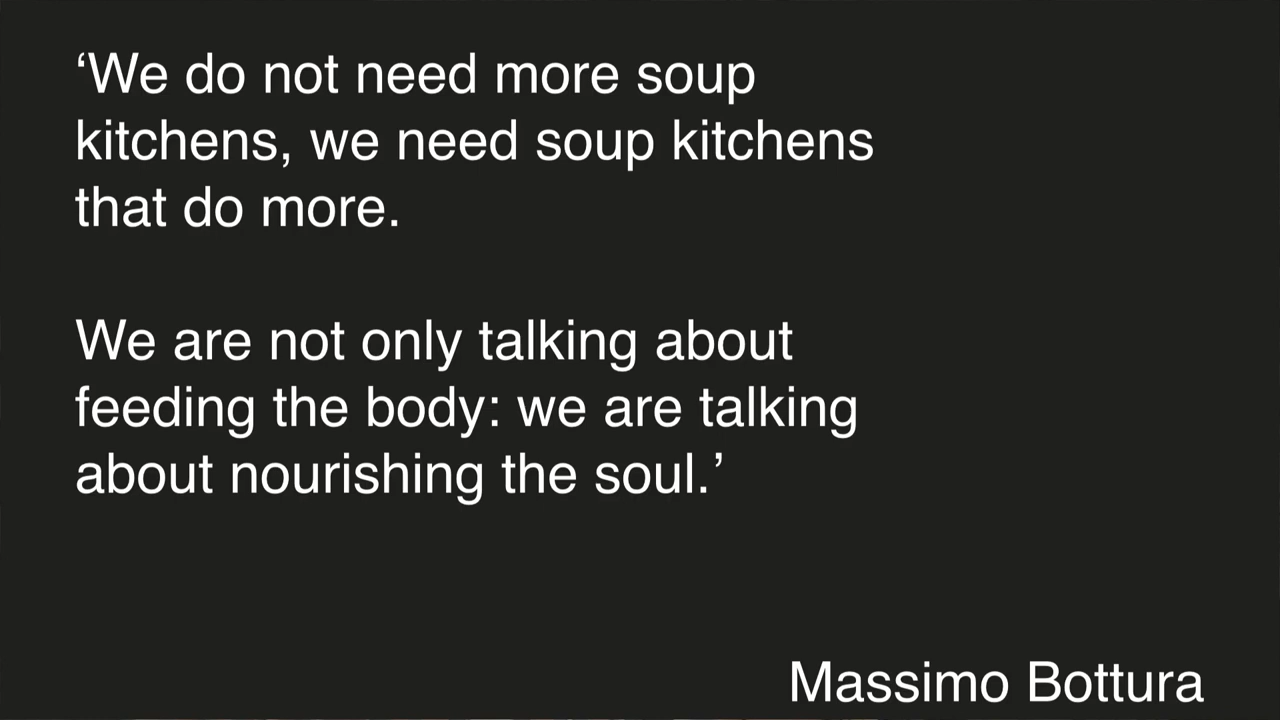 ‘We do not need more soup
kitchens, we need soup kitchens
that do more.
We are not only talking about
feeding the body: we are talking
about nourishing the soul.’
Massimo Bottura